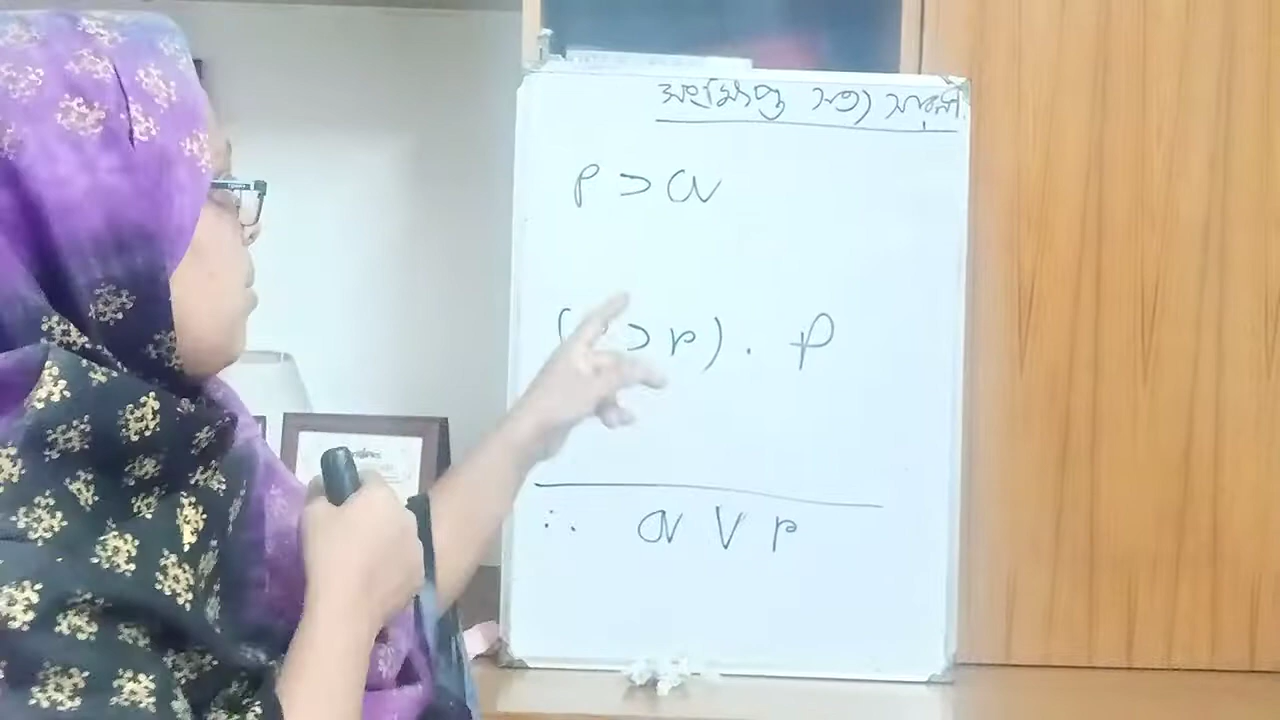 সংক্ষিপ্ত সত্য সারণী
P ⊃ Q
( ⊃ P) . P
∴ Q V P